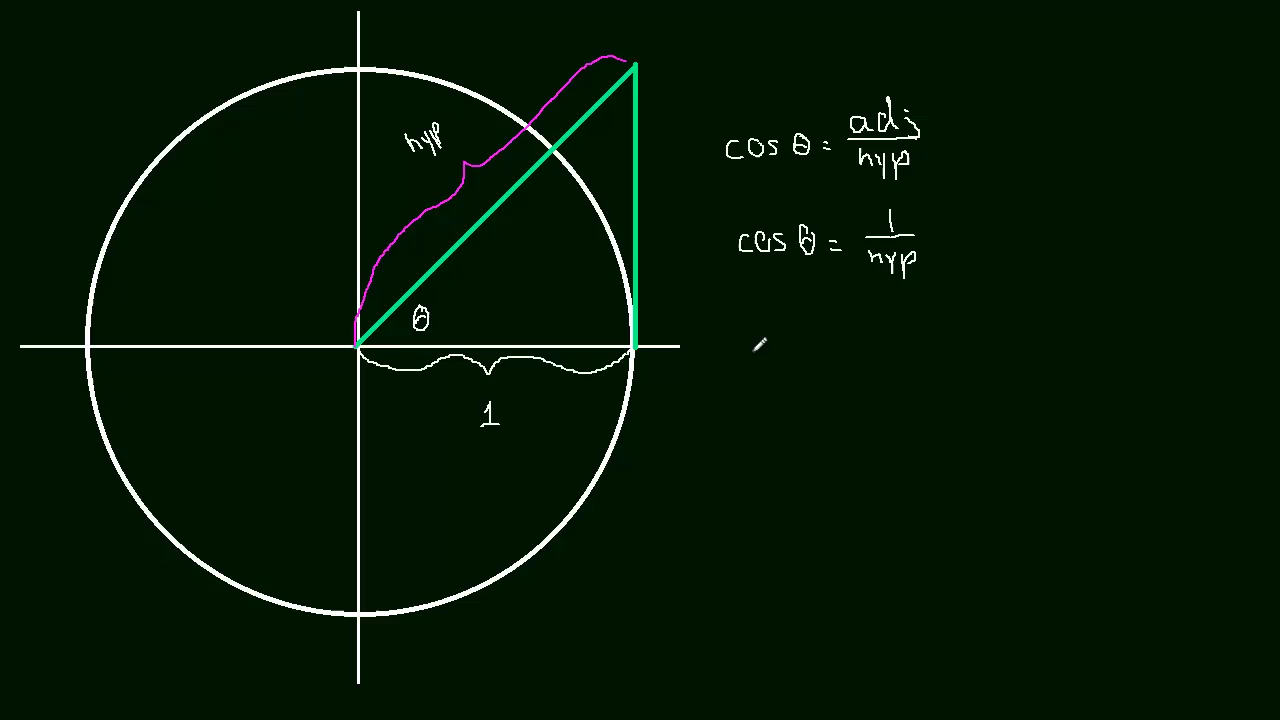 hyp
θ
1
cos θ = adj/hyp
cos θ = 1/hyp